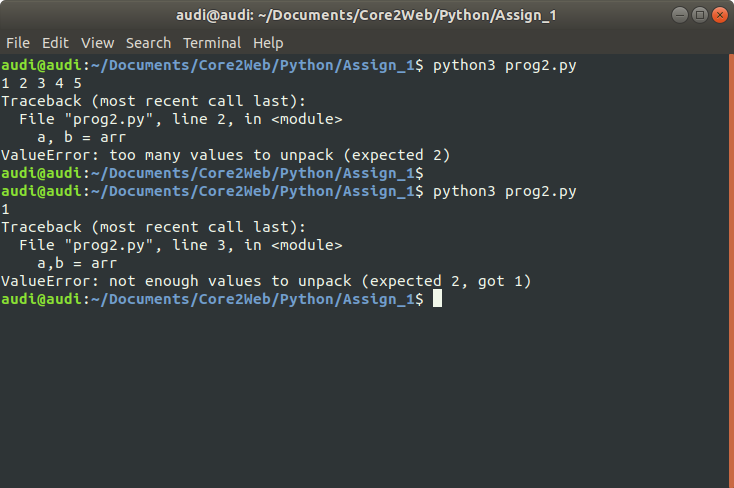 audi@audi: ~/Documents/Core2Web/Python/Assign_1
File Edit View Search Terminal Help
audi@audi:~/Documents/Core2Web/Python/Assign_1$ python3 prog2.py
1 2 3 4 5
Traceback (most recent call last):
  File "prog2.py", line 2, in <module>
    a, b = arr
ValueError: too many values to unpack (expected 2)
audi@audi:~/Documents/Core2Web/Python/Assign_1$
audi@audi:~/Documents/Core2Web/Python/Assign_1$ python3 prog2.py
1
Traceback (most recent call last):
  File "prog2.py", line 3, in <module>
    a,b = arr
ValueError: not enough values to unpack (expected 2, got 1)
audi@audi:~/Documents/Core2Web/Python/Assign_1$